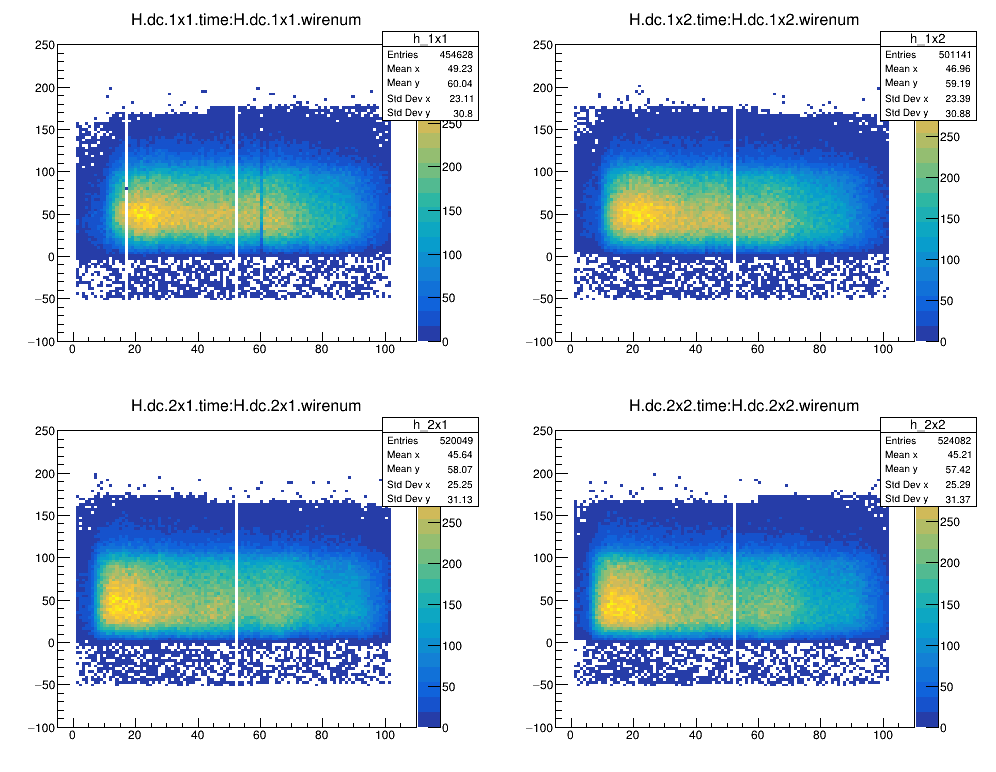 H.dc.1x1.time:H.dc.1x1.wirenum
h_1x1
Entries 454628
Mean x 49.23
Mean y 60.04
Std Dev x 23.11
Std Dev y 30.8
250
200
150
100
50
0
−50
−100
0 20 40 60 80 100
250
200
150
100
50
0
H.dc.1x2.time:H.dc.1x2.wirenum
h_1x2
Entries 501141
Mean x 46.96
Mean y 59.19
Std Dev x 23.39
Std Dev y 30.88
250
200
150
100
50
0
−50
−100
0 20 40 60 80 100
250
200
150
100
50
0
H.dc.2x1.time:H.dc.2x1.wirenum
h_2x1
Entries 520049
Mean x 45.64
Mean y 58.07
Std Dev x 25.25
Std Dev y 31.13
250
200
150
100
50
0
−50
−100
0 20 40 60 80 100
250
200
150
100
50
0
H.dc.2x2.time:H.dc.2x2.wirenum
h_2x2
Entries 524082
Mean x 45.21
Mean y 57.42
Std Dev x 25.29
Std Dev y 31.37
250
200
150
100
50
0
−50
−100
0 20 40 60 80 100
250
200
150
100
50
0